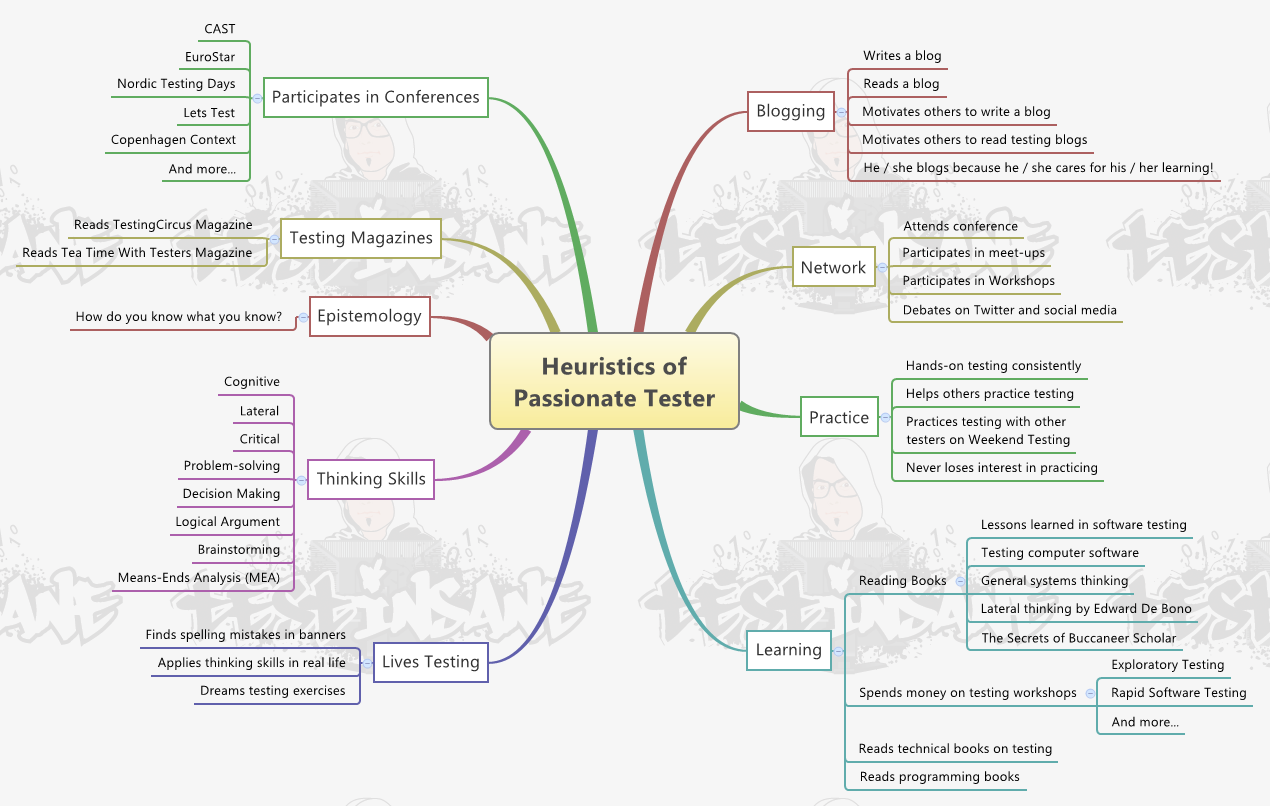 Heuristics of
Passionate Tester
Participates in Conferences
CAST
EuroStar
Nordic Testing Days
Lets Test
Copenhagen Context
And more...
Testing Magazines
Reads TestingCircus Magazine
Reads Tea Time With Testers Magazine
Epistemology
How do you know what you know?
Thinking Skills
Cognitive
Lateral
Critical
Problem-solving
Decision Making
Logical Argument
Brainstorming
Means-Ends Analysis (MEA)
Lives Testing
Finds spelling mistakes in banners
Applies thinking skills in real life
Dreams testing exercises
Blogging
Writes a blog
Reads a blog
Motivates others to write a blog
Motivates others to read testing blogs
He / she blogs because he / she cares for his / her learning!
Network
Attends conference
Participates in meet-ups
Participates in Workshops
Debates on Twitter and social media
Practice
Hands-on testing consistently
Helps others practice testing
Practices testing with other
testers on Weekend Testing
Never loses interest in practicing
Learning
Reading Books
Lessons learned in software testing
Testing computer software
General systems thinking
Lateral thinking by Edward De Bono
The Secrets of Buccaneer Scholar
Spends money on testing workshops
Exploratory Testing
Rapid Software Testing
And more...
Reads technical books on testing
Reads programming books
TEST INSANE
TEST INSANE
TEST INSANE
TEST INSANE